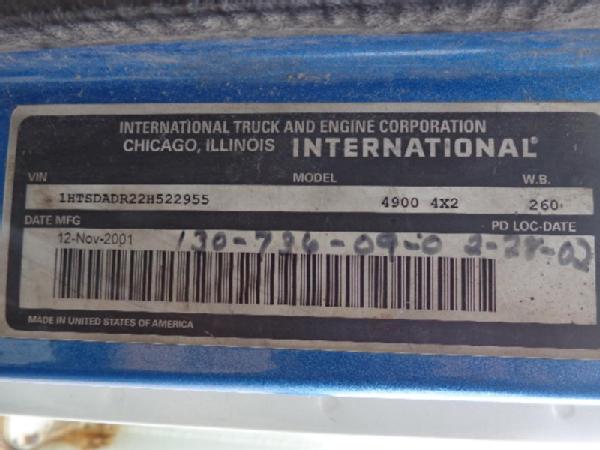 INTERNATIONAL TRUCK AND ENGINE CORPORATION
CHICAGO, ILLINOIS INTERNATIONAL®
VIN MODEL W.B.
1HTSDADR22H522955 4900 4X2 260
DATE MFG PD LOC-DATE
12-Nov-2001 130-736-09-0 2-28-02
MADE IN UNITED STATES OF AMERICA